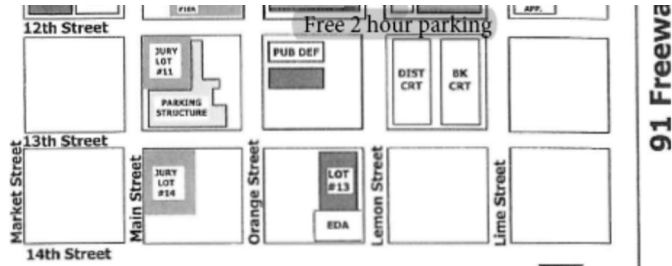 APP.
12th Street
Free 2 hour parking
JURY
LOT
#11
PUB DEF
DIST
CRT
BK
CRT
PARKING
STRUCTURE
91 Freewa
13th Street
JURY
LOT
#14
LOT
#13
EDA
Market Street
Main Street
Orange Street
Lemon Street
Lime Street
14th Street